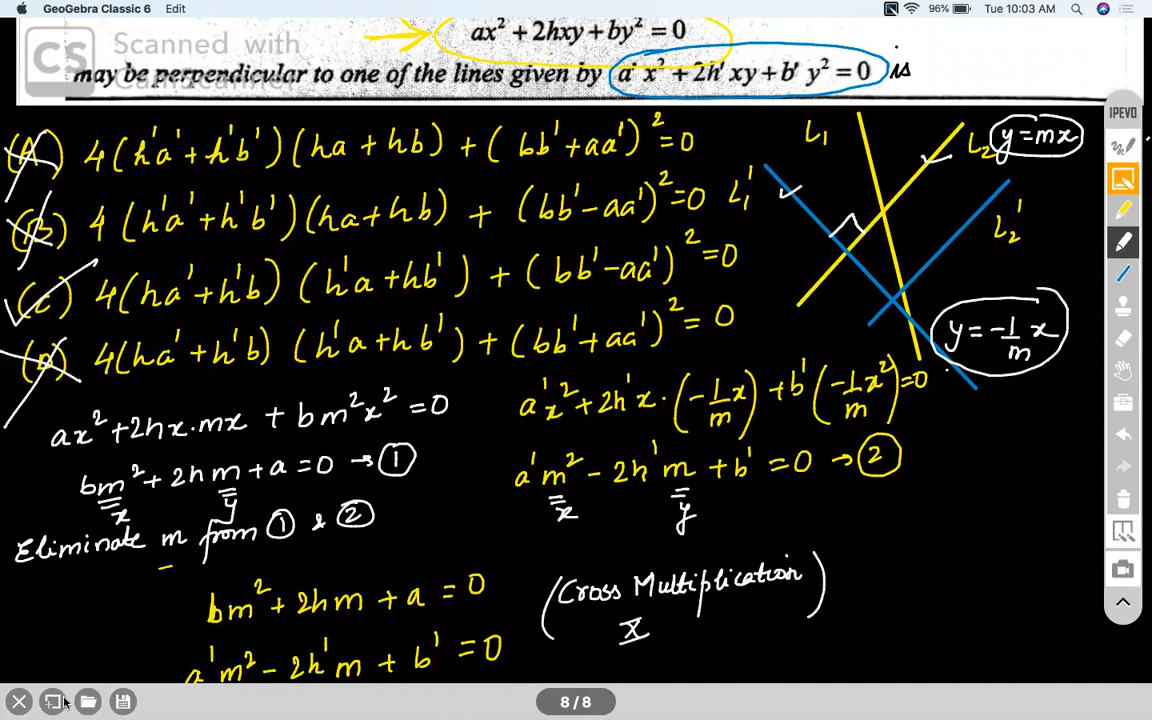 GeoGebra Classic 6 Edit 96% Tue 10:03 AM
ax² + 2hxy + by² = 0
CS Scanned with CamScanner
may be perpendicular to one of the lines given by a' x² + 2h' xy + b' y² = 0 is
IPEVO
(A) 4(h'a' + h'b')(ha + hb) + (bb' + aa')² = 0
(B) 4(h'a' + h'b')(ha + hb) + (bb' - aa')² = 0
(C) 4(ha' + h'b)(h'a + hb') + (bb' - aa')² = 0
(D) 4(ha' + h'b)(h'a + hb') + (bb' + aa')² = 0
L₁
L₂ y = mx
L₁'
L₂'
y = -1/m x
ax² + 2hx·mx + bm²x² = 0
bm² + 2hm + a = 0 → ①
x y
Eliminate m from ① & ②
a'x² + 2h'x·(-1/m x) + b'(-1/m x²) = 0
a'm² - 2h'm + b' = 0 → ②
x y
bm² + 2hm + a = 0
a'm² - 2h'm + b' = 0
(Cross Multiplication)
X
8 / 8